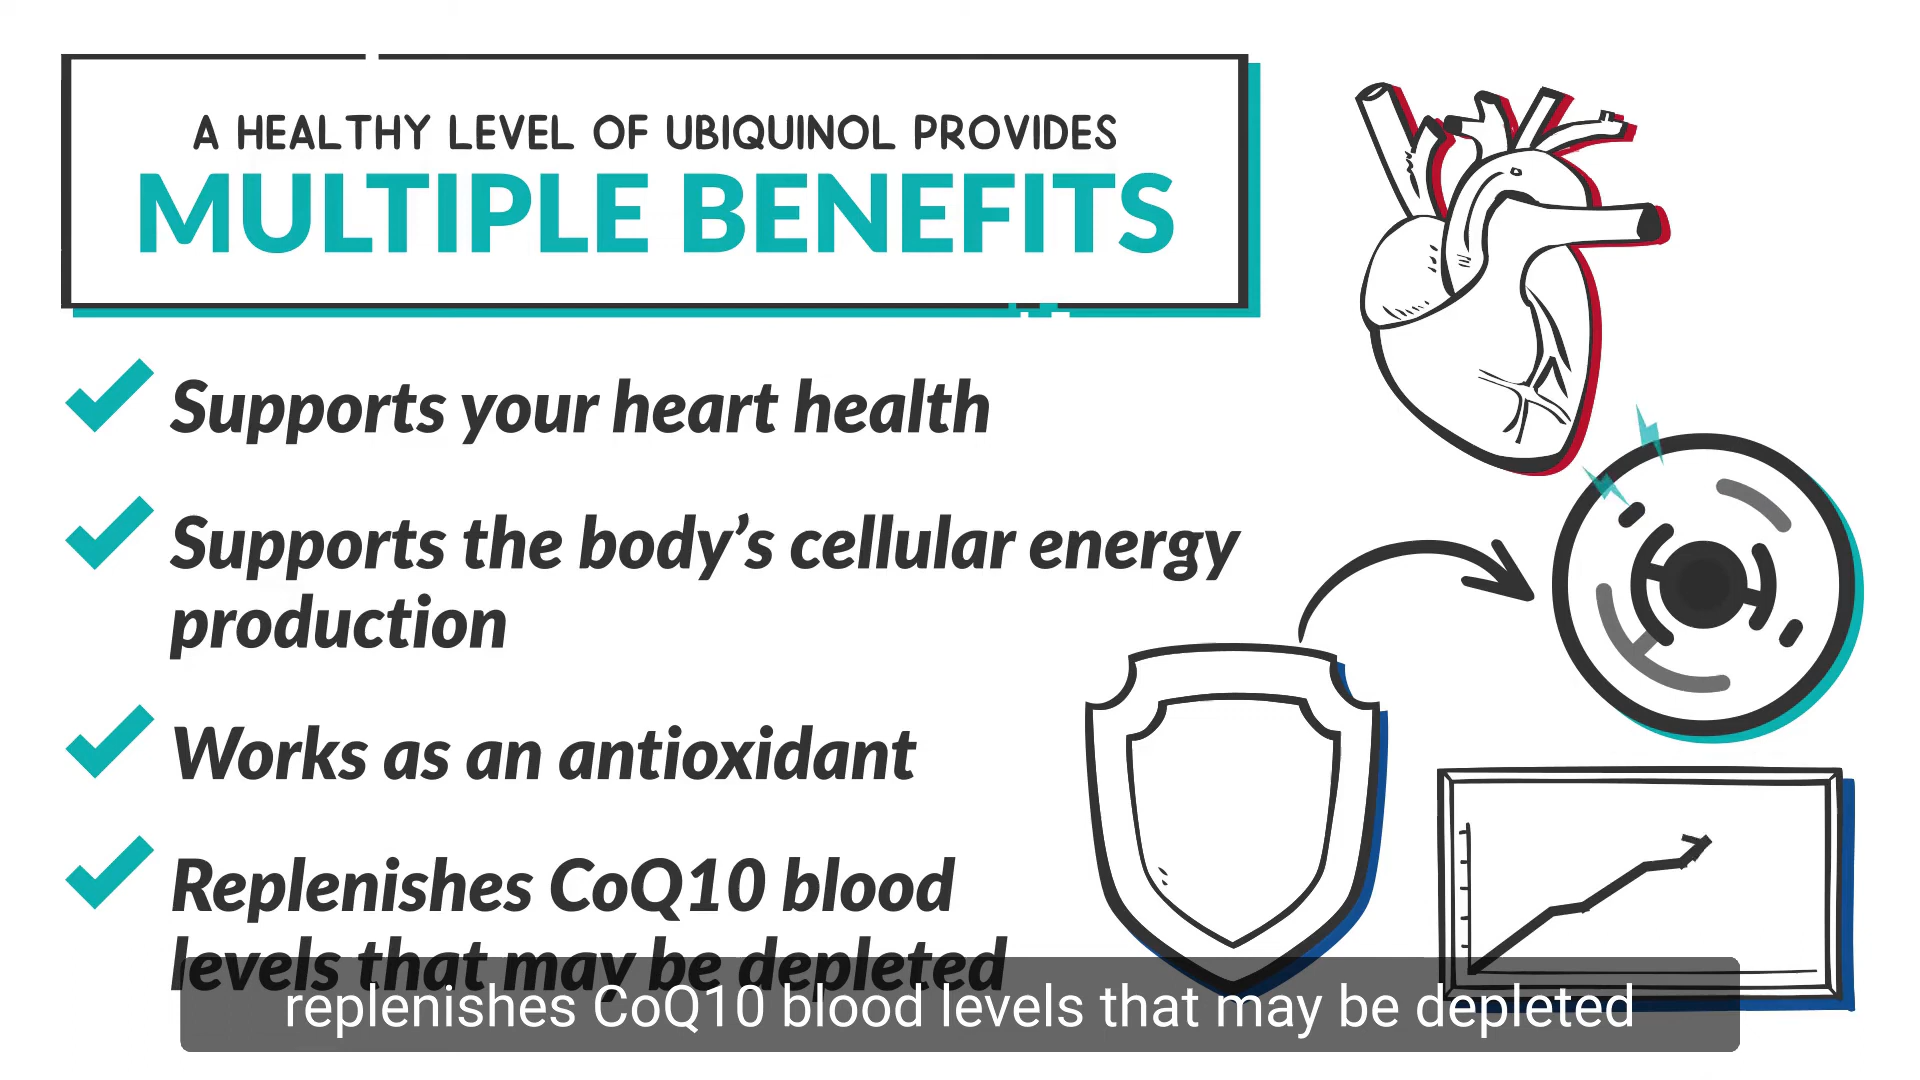 A HEALTHY LEVEL OF UBIQUINOL PROVIDES
MULTIPLE BENEFITS
Supports your heart health
Supports the body’s cellular energy
production
Works as an antioxidant
Replenishes CoQ10 blood
levels that may be depleted
replenishes CoQ10 blood levels that may be depleted